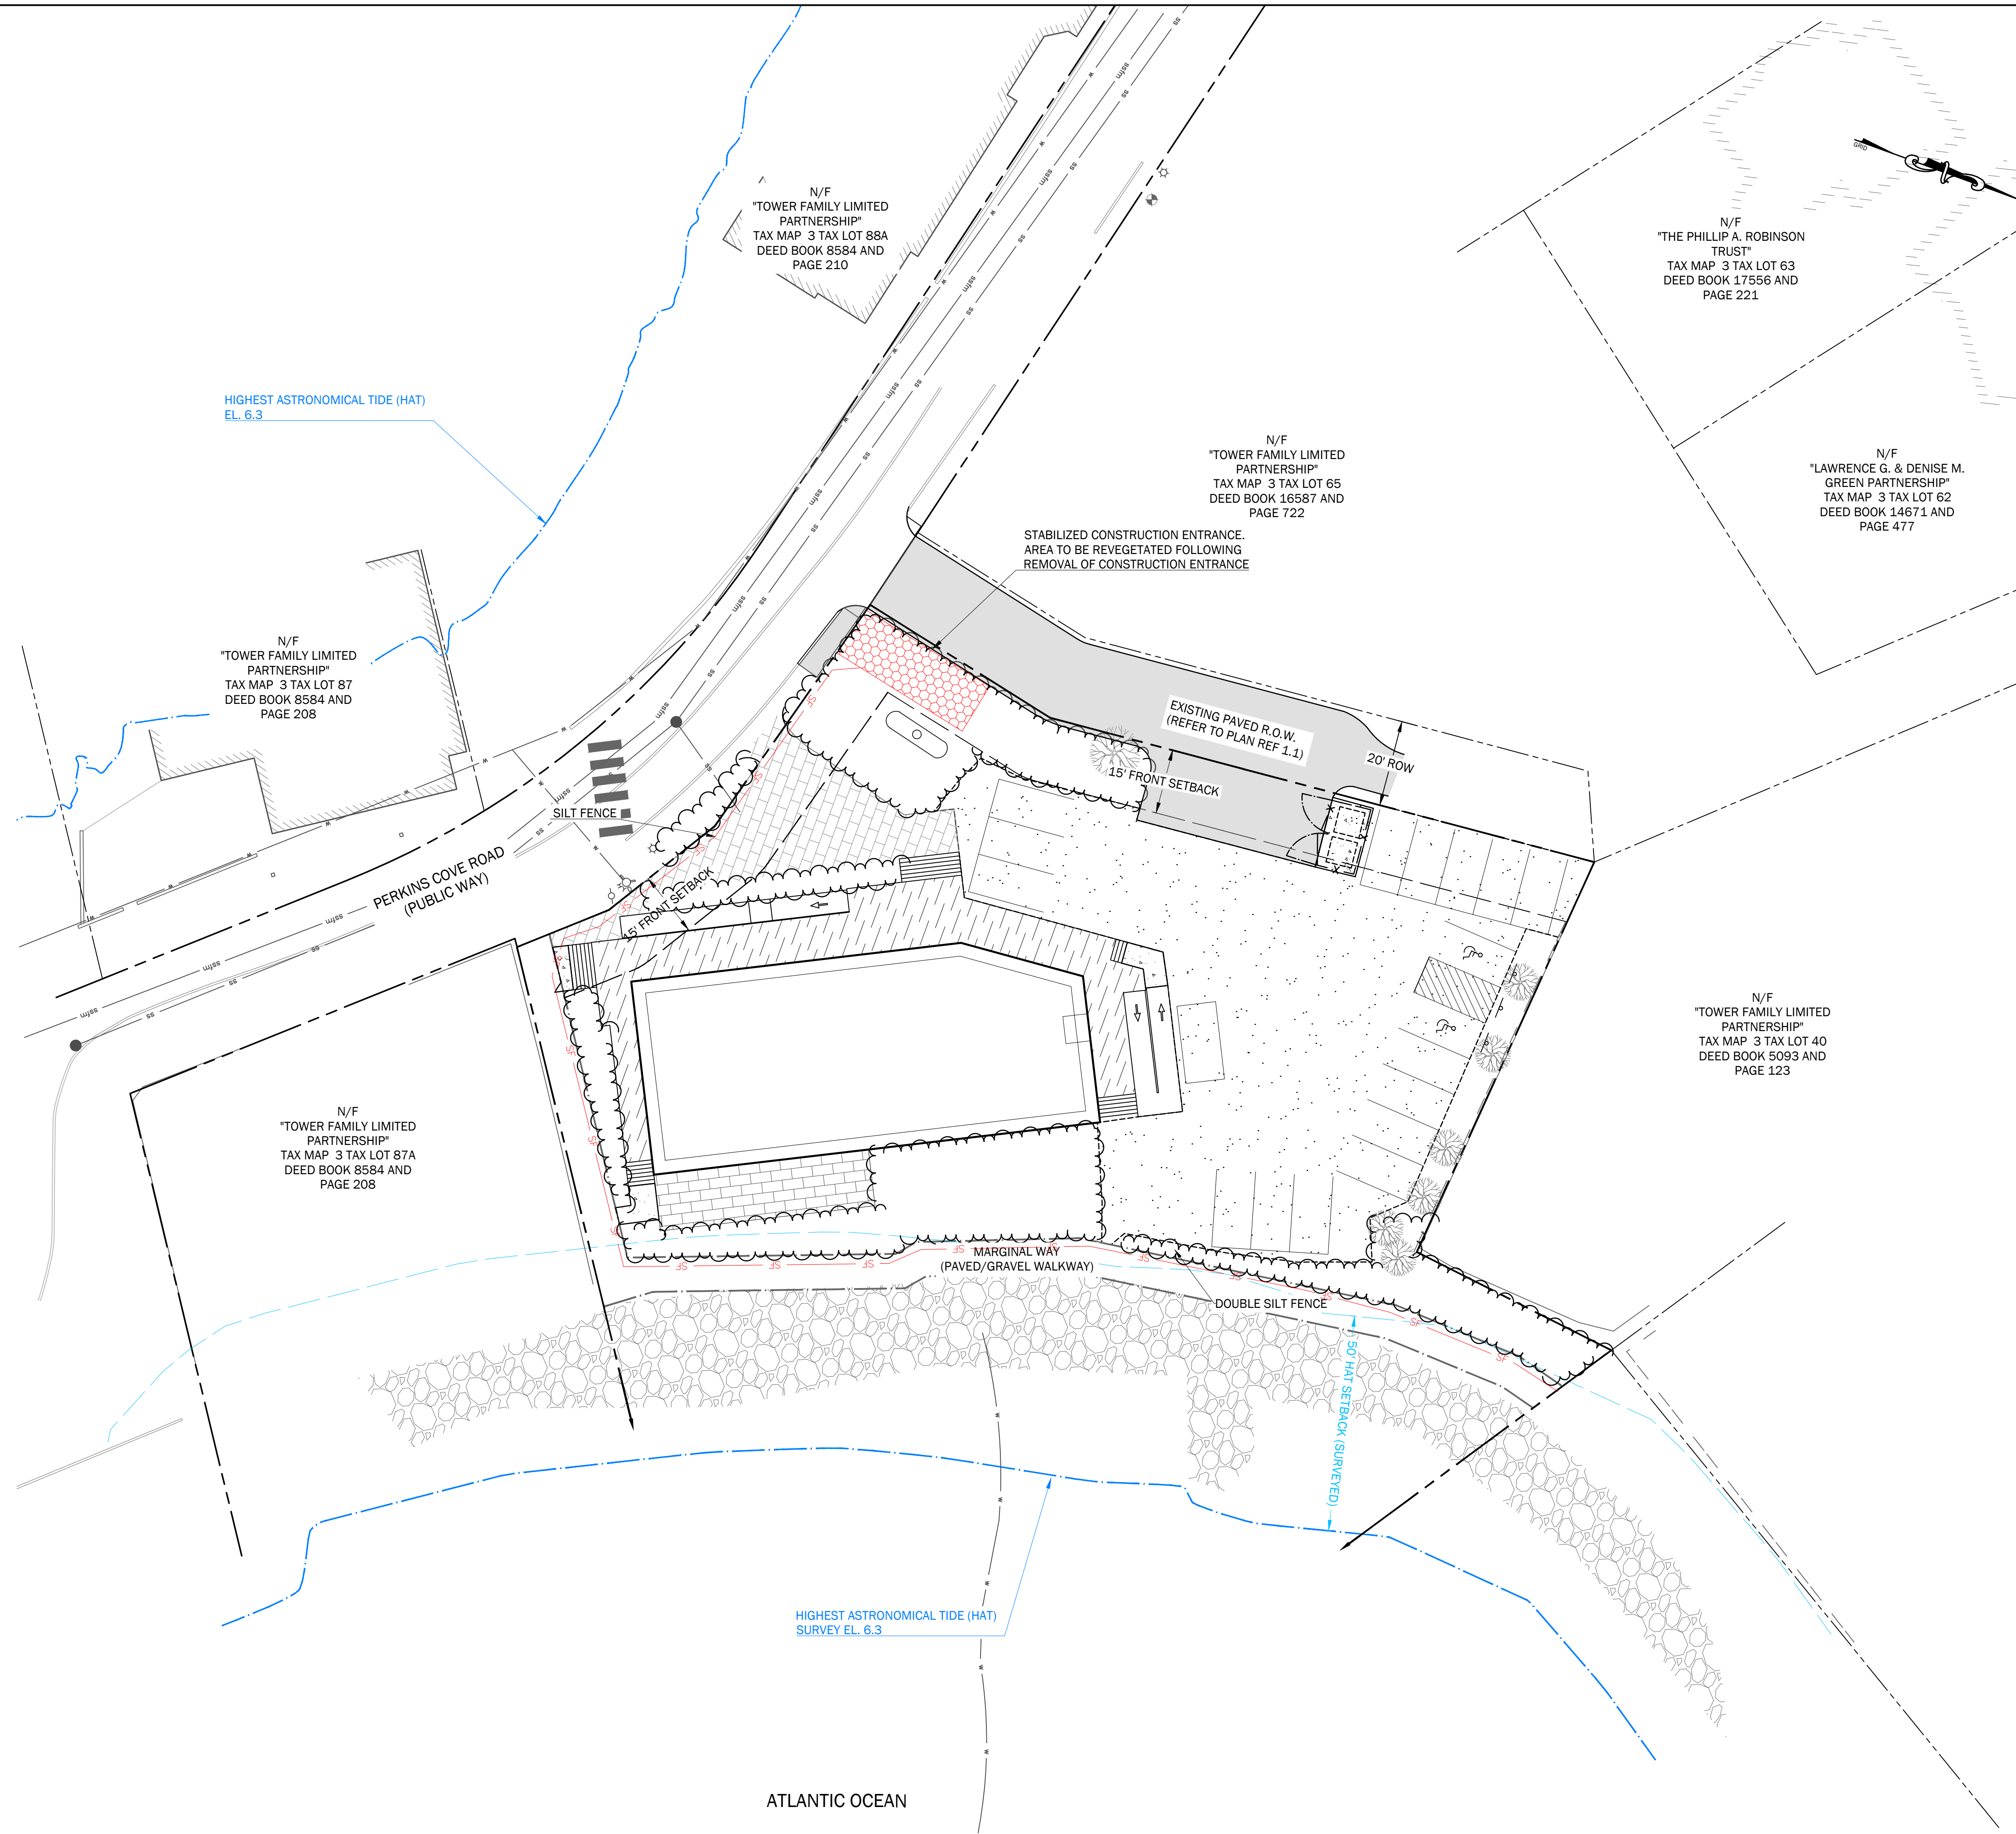 GRID
N/F
"TOWER FAMILY LIMITED
PARTNERSHIP"
TAX MAP 3 TAX LOT 88A
DEED BOOK 8584 AND
PAGE 210
N/F
"THE PHILLIP A. ROBINSON
TRUST"
TAX MAP 3 TAX LOT 63
DEED BOOK 17556 AND
PAGE 221
HIGHEST ASTRONOMICAL TIDE (HAT)
EL. 6.3
N/F
"TOWER FAMILY LIMITED
PARTNERSHIP"
TAX MAP 3 TAX LOT 65
DEED BOOK 16587 AND
PAGE 722
N/F
"LAWRENCE G. & DENISE M.
GREEN PARTNERSHIP"
TAX MAP 3 TAX LOT 62
DEED BOOK 14671 AND
PAGE 477
STABILIZED CONSTRUCTION ENTRANCE.
AREA TO BE REVEGETATED FOLLOWING
REMOVAL OF CONSTRUCTION ENTRANCE
N/F
"TOWER FAMILY LIMITED
PARTNERSHIP"
TAX MAP 3 TAX LOT 87
DEED BOOK 8584 AND
PAGE 208
EXISTING PAVED R.O.W.
(REFER TO PLAN REF 1.1)
20' ROW
15' FRONT SETBACK
SILT FENCE
PERKINS COVE ROAD
(PUBLIC WAY)
15' FRONT SETBACK
N/F
"TOWER FAMILY LIMITED
PARTNERSHIP"
TAX MAP 3 TAX LOT 40
DEED BOOK 5093 AND
PAGE 123
N/F
"TOWER FAMILY LIMITED
PARTNERSHIP"
TAX MAP 3 TAX LOT 87A
DEED BOOK 8584 AND
PAGE 208
MARGINAL WAY
(PAVED/GRAVEL WALKWAY)
DOUBLE SILT FENCE
50' HAT SETBACK (SURVEYED)
HIGHEST ASTRONOMICAL TIDE (HAT)
SURVEY EL. 6.3
ATLANTIC OCEAN